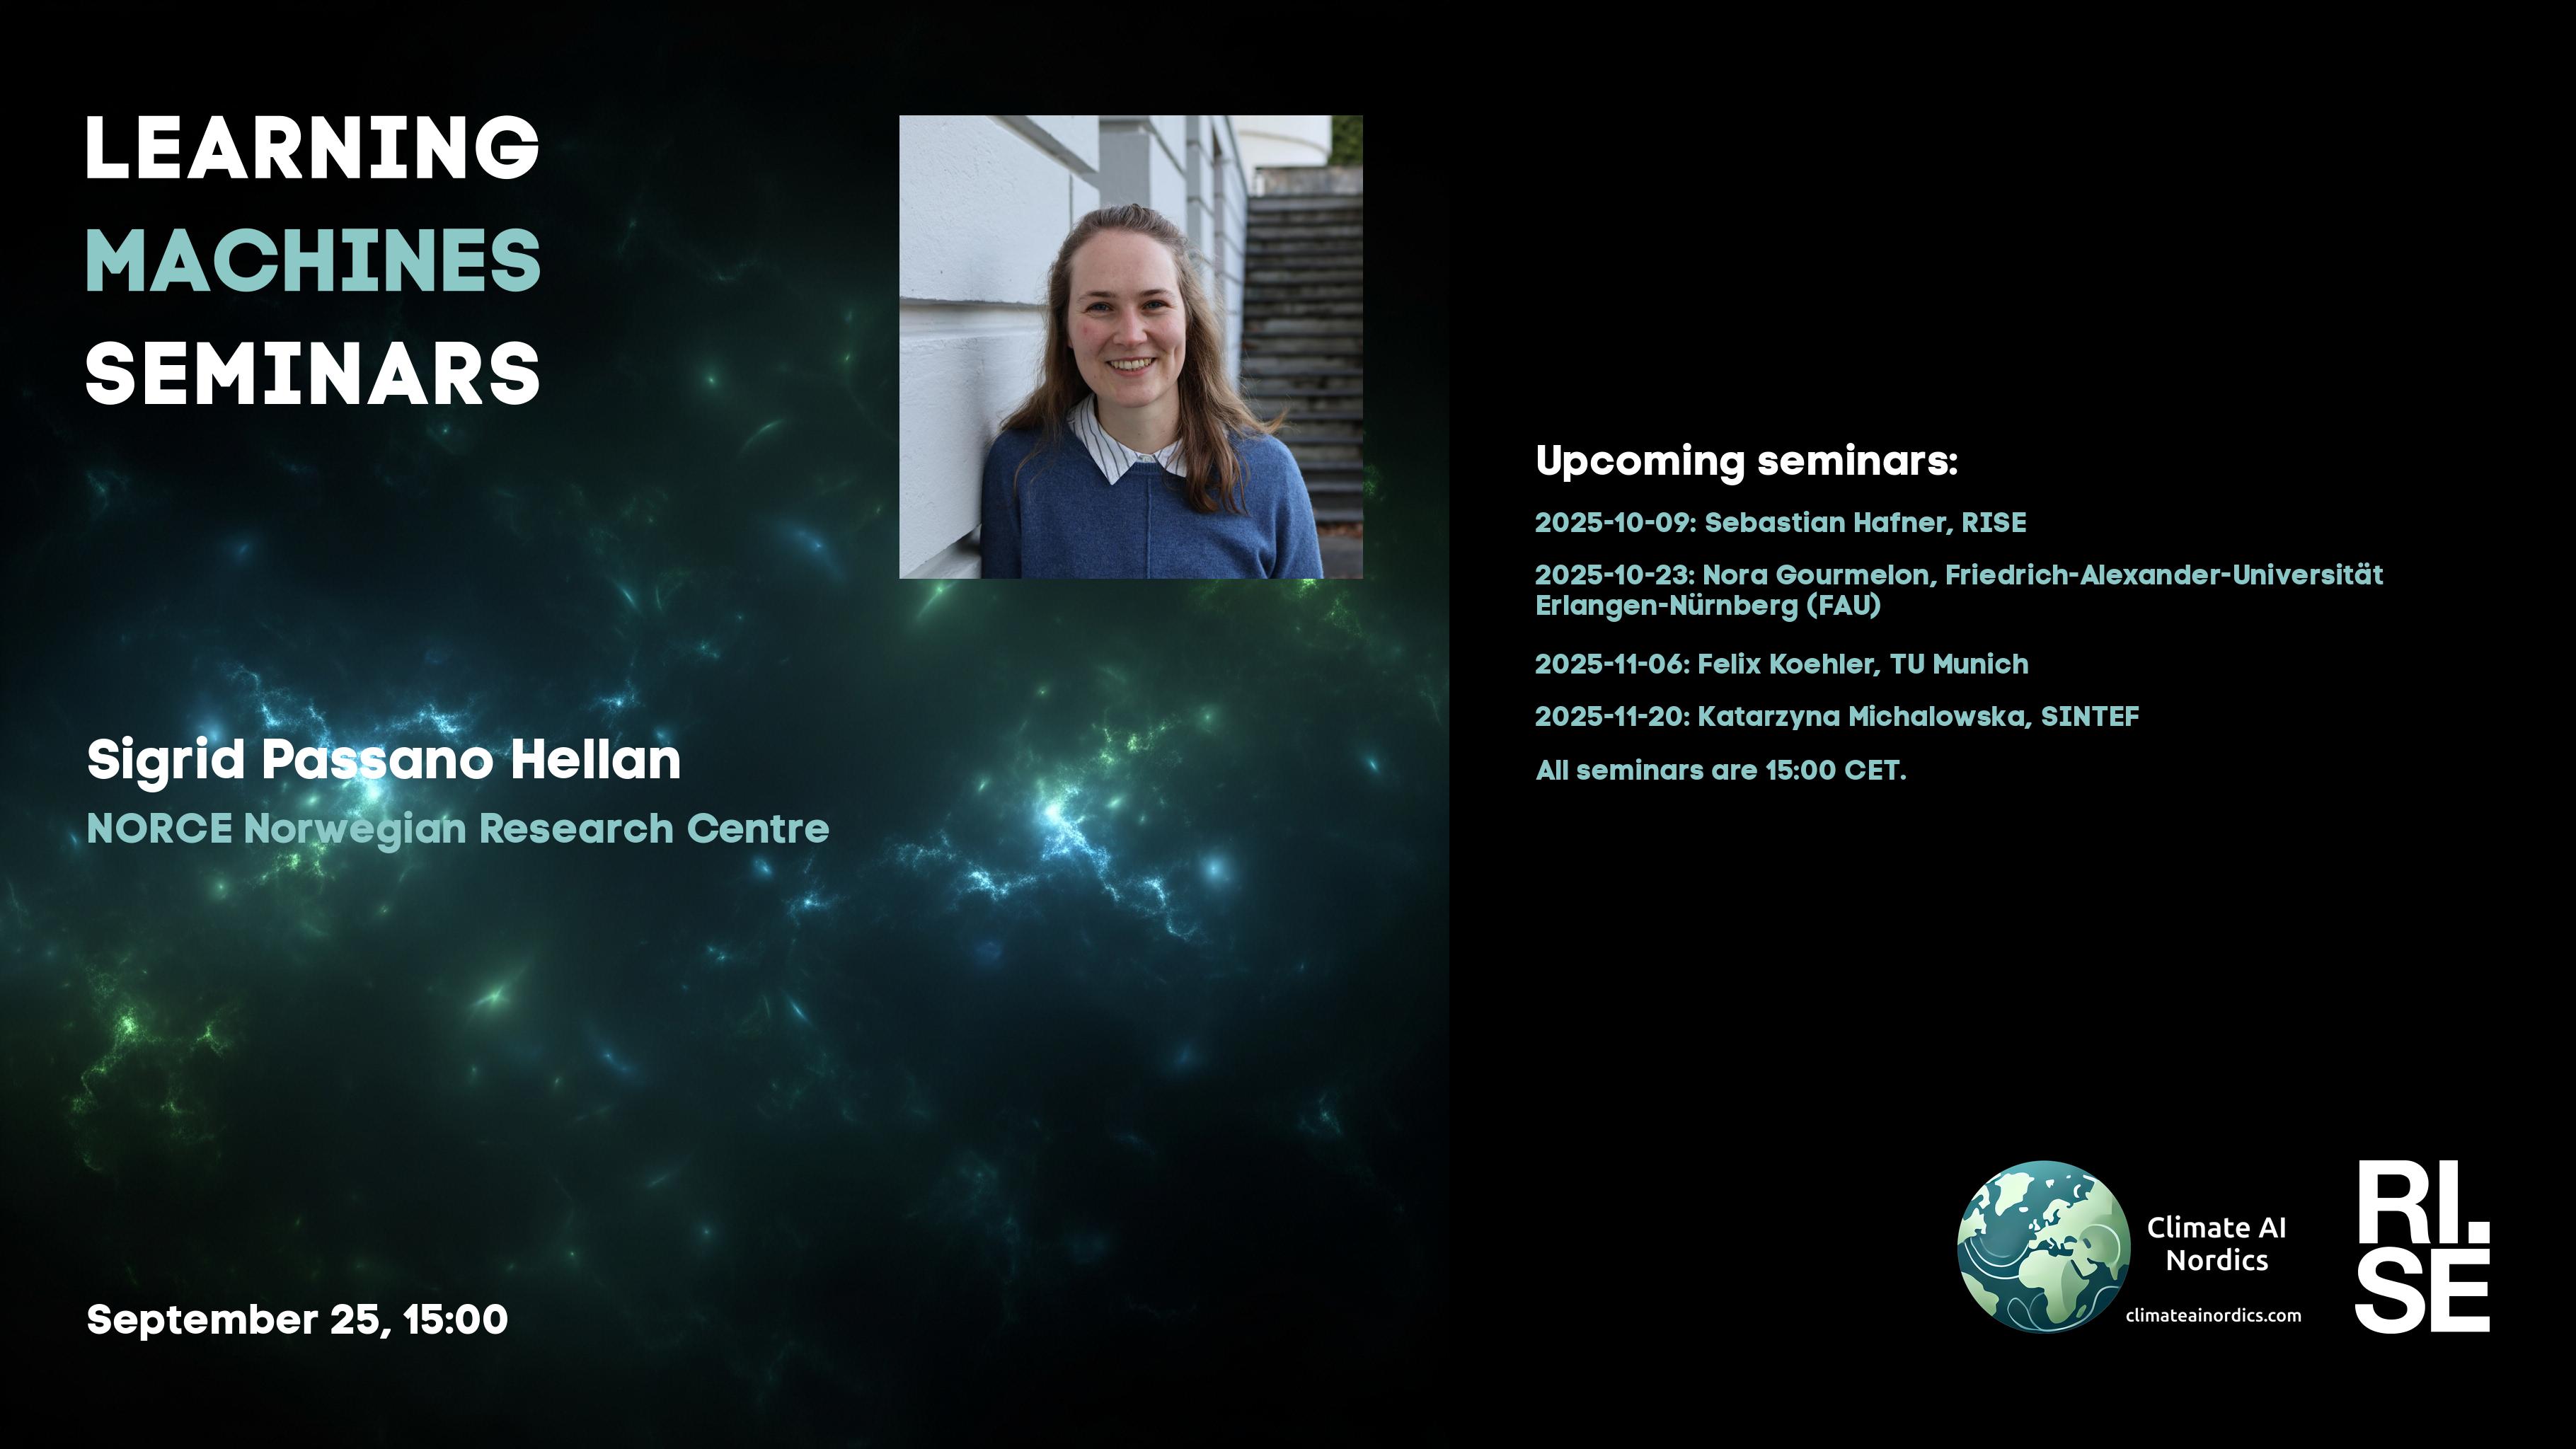 LEARNING
MACHINES
SEMINARS
Sigrid Passano Hellan
NORCE Norwegian Research Centre
September 25, 15:00
Upcoming seminars:
2025-10-09: Sebastian Hafner, RISE
2025-10-23: Nora Gourmelon, Friedrich-Alexander-Universität
Erlangen-Nürnberg (FAU)
2025-11-06: Felix Koehler, TU Munich
2025-11-20: Katarzyna Michalowska, SINTEF
All seminars are 15:00 CET.
Climate AI
Nordics
climateainordics.com
RI.
SE